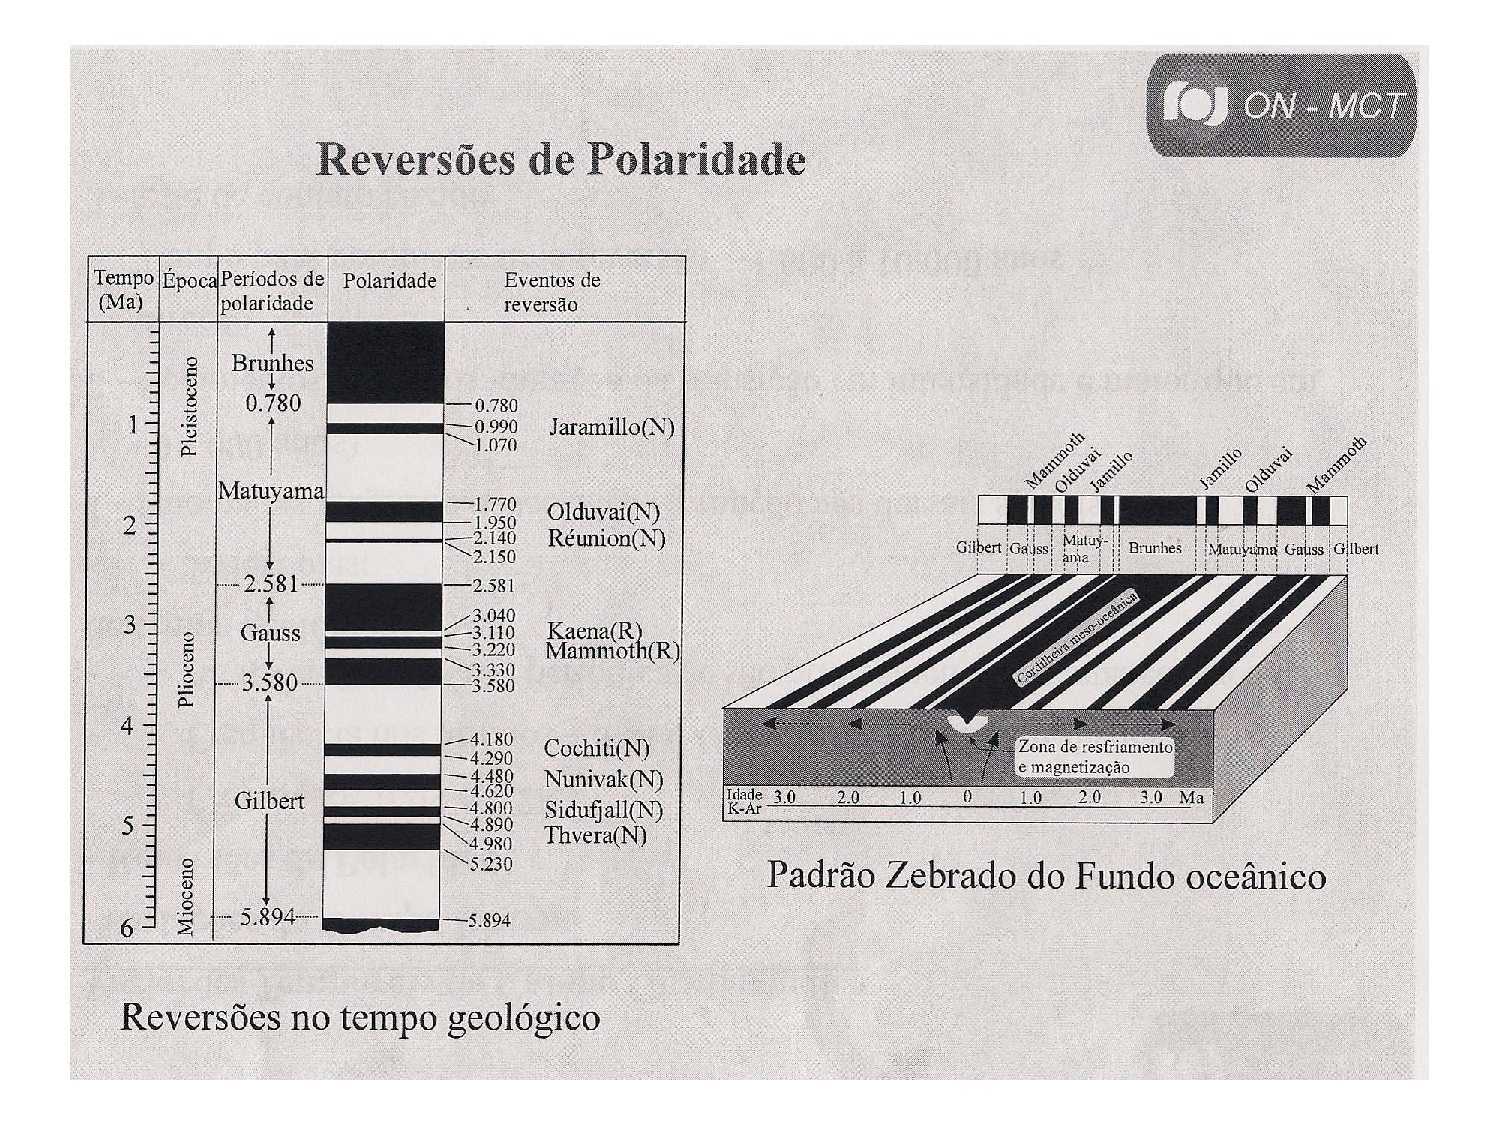 ON - MCT
Reversões de Polaridade
Tempo (Ma)
Época
Períodos de polaridade
Polaridade
Eventos de reversão
1
2
3
4
5
6
Pleistoceno
Plioceno
Mioceno
Brunhes
0.780
Matuyama
2.581
Gauss
3.580
Gilbert
5.894
0.780
0.990
1.070
1.770
1.950
2.140
2.150
2.581
3.040
3.110
3.220
3.330
3.580
4.180
4.290
4.480
4.620
4.800
4.890
4.980
5.230
5.894
Jaramillo(N)
Olduvai(N)
Réunion(N)
Kaena(R)
Mammoth(R)
Cochiti(N)
Nunivak(N)
Sidufjall(N)
Thvera(N)
Reversões no tempo geológico
Mammoth
Olduvai
Jamillo
Jamillo
Olduvai
Mammoth
Gilbert Gauss Matuy-ama Brunhes Matuyama Gauss Gilbert
Cordilheira meso-oceânica
Zona de resfriamento
e magnetização
Idade K-Ar 3.0 2.0 1.0 0 1.0 2.0 3.0 Ma
Padrão Zebrado do Fundo oceânico